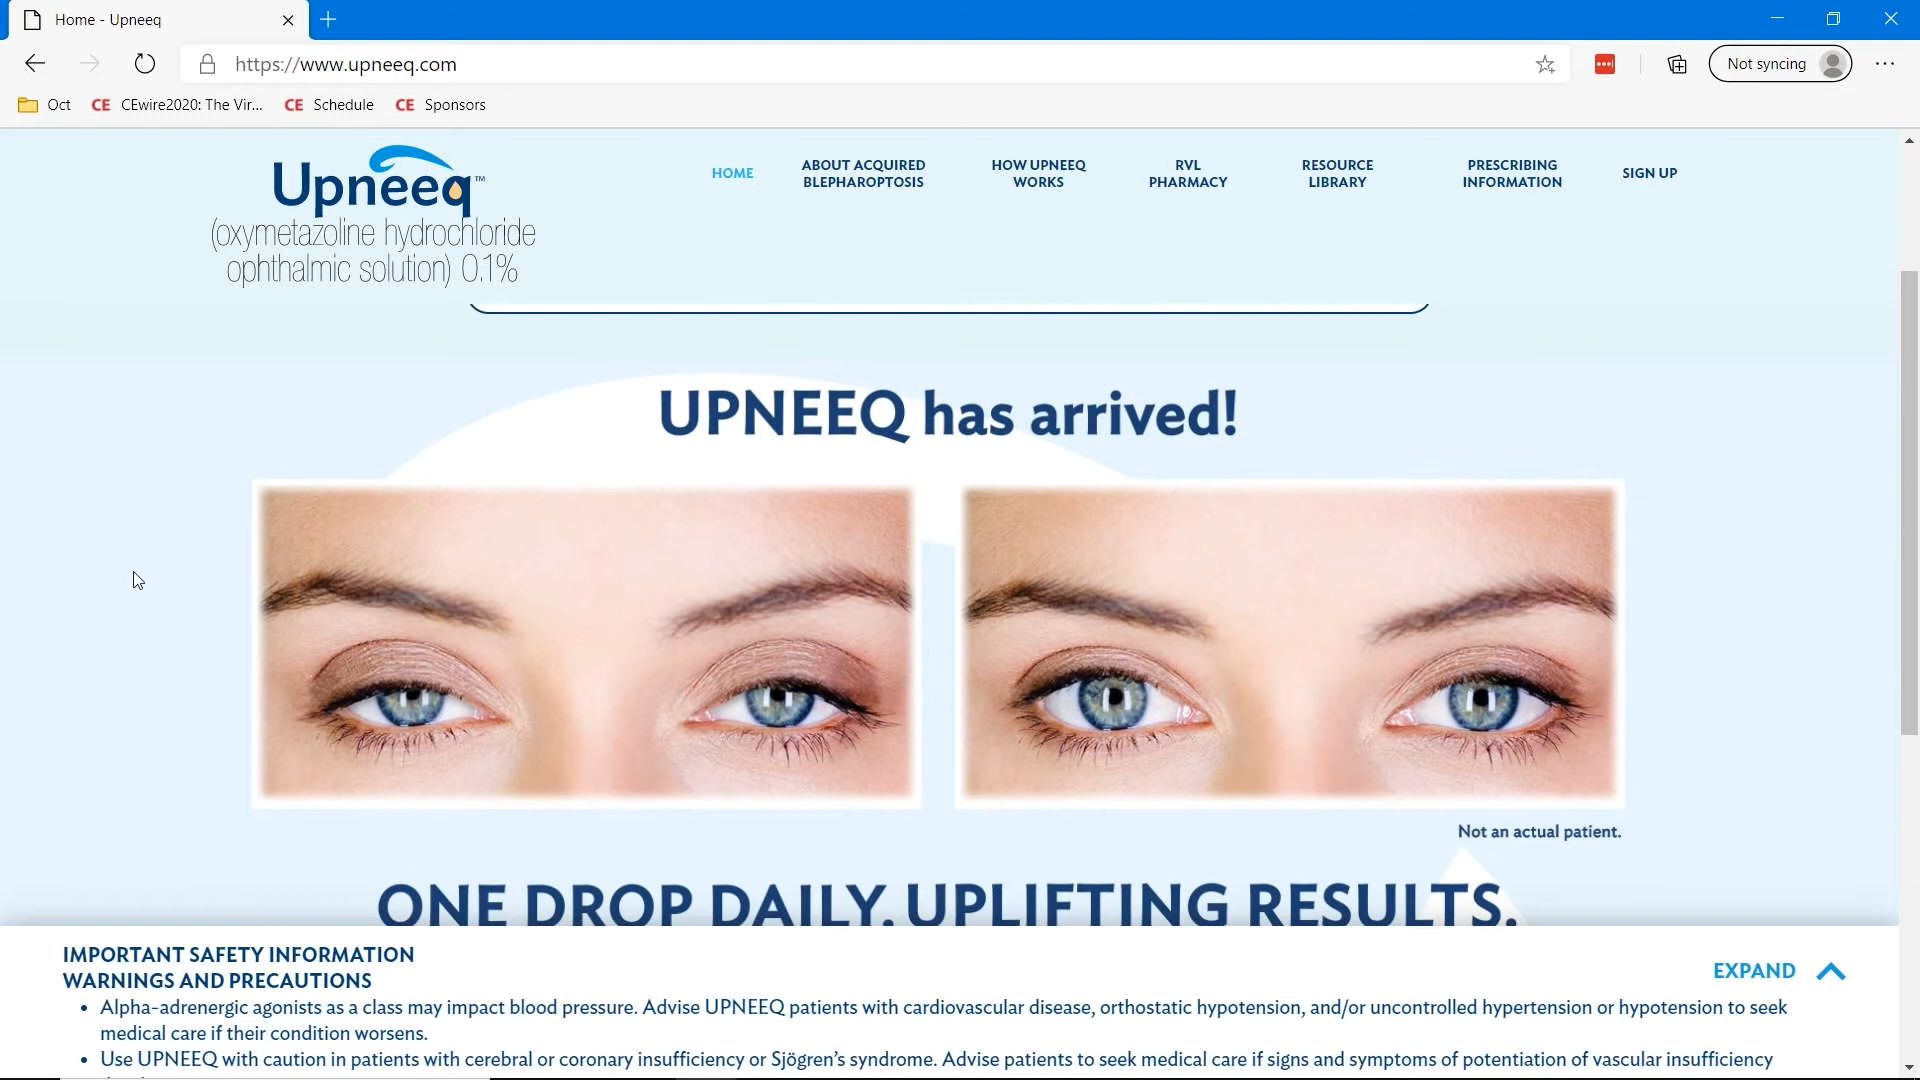 Home - Upneeq
https://www.upneeq.com
Not syncing
Oct
CE CEwire2020: The Vir...
CE Schedule
CE Sponsors
Upneeq™
(oxymetazoline hydrochloride
ophthalmic solution) 0.1%
HOME
ABOUT ACQUIRED
BLEPHAROPTOSIS
HOW UPNEEQ
WORKS
RVL
PHARMACY
RESOURCE
LIBRARY
PRESCRIBING
INFORMATION
SIGN UP
UPNEEQ has arrived!
Not an actual patient.
ONE DROP DAILY. UPLIFTING RESULTS.
IMPORTANT SAFETY INFORMATION
WARNINGS AND PRECAUTIONS
EXPAND
• Alpha-adrenergic agonists as a class may impact blood pressure. Advise UPNEEQ patients with cardiovascular disease, orthostatic hypotension, and/or uncontrolled hypertension or hypotension to seek
medical care if their condition worsens.
• Use UPNEEQ with caution in patients with cerebral or coronary insufficiency or Sjögren's syndrome. Advise patients to seek medical care if signs and symptoms of potentiation of vascular insufficiency